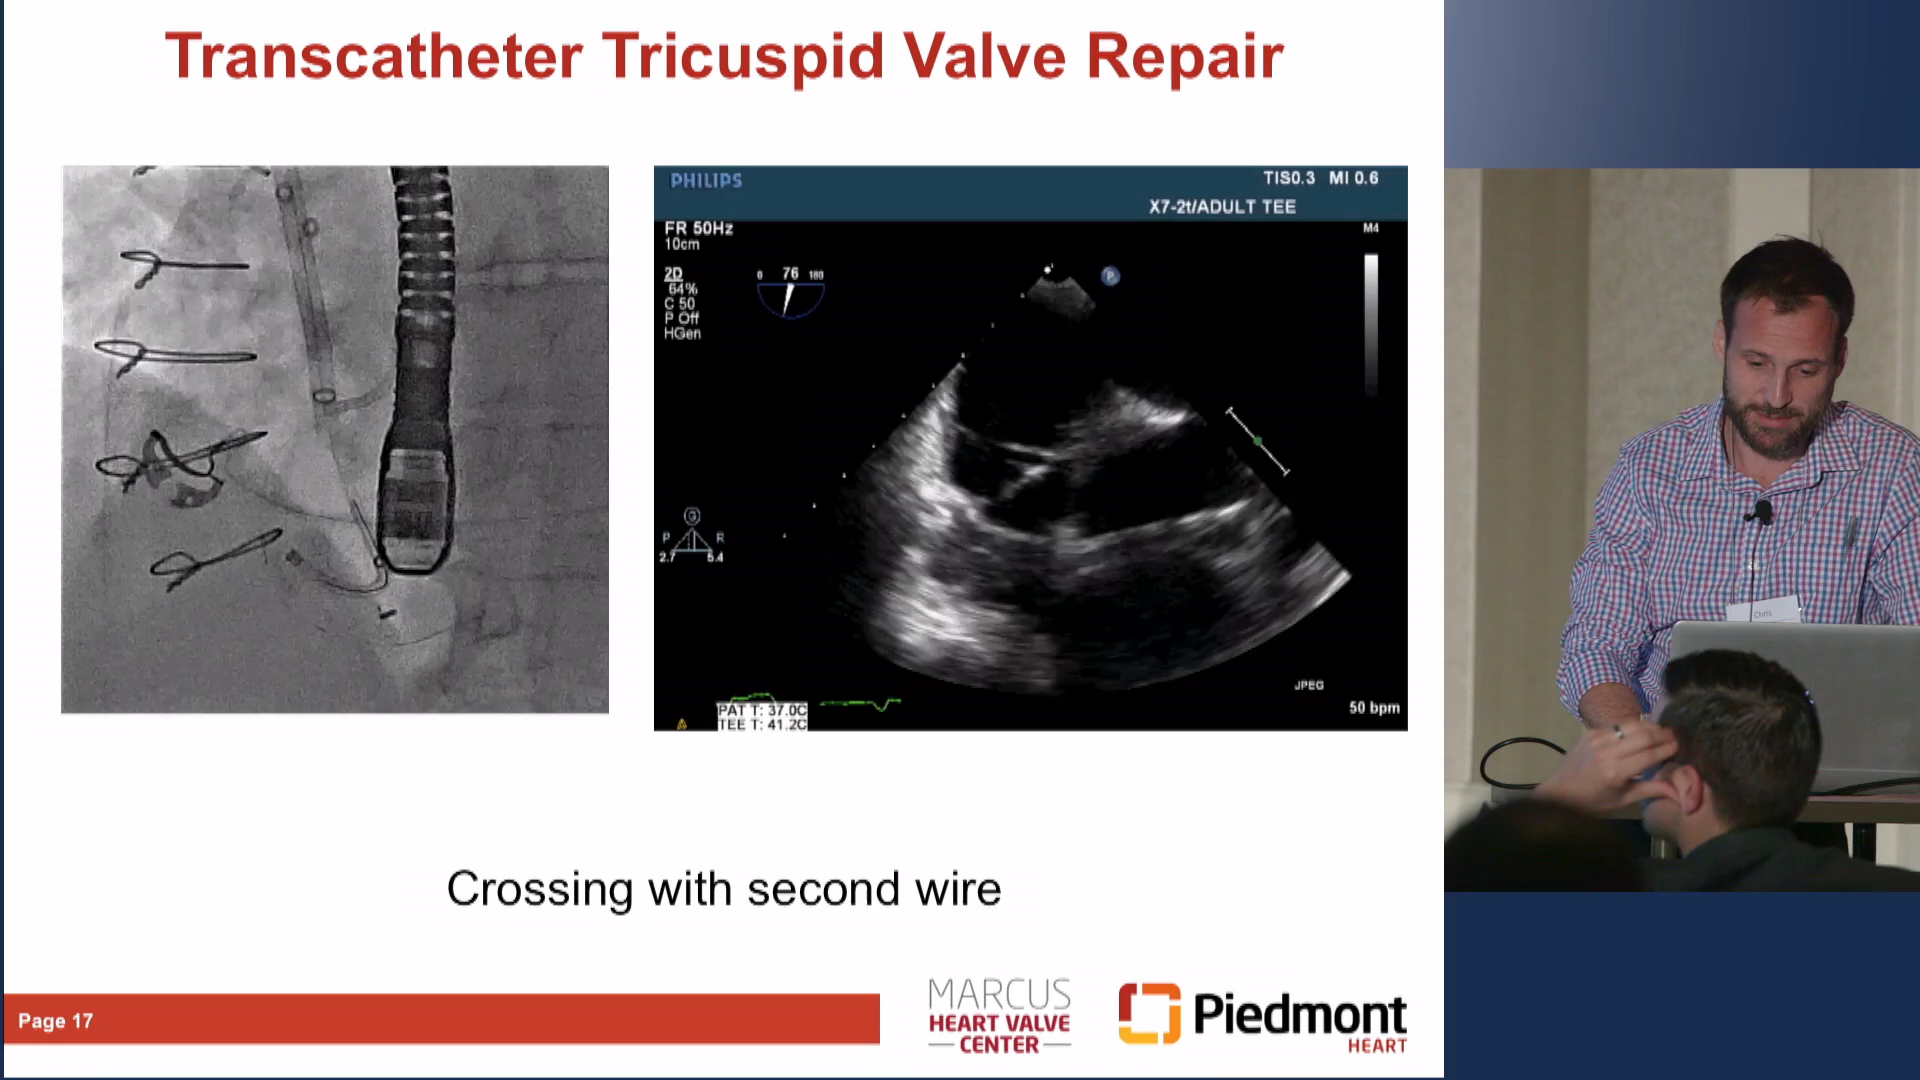 Transcatheter Tricuspid Valve Repair
PHILIPS
TIS0.3 MI 0.6
X7-2t/ADULT TEE
FR 50Hz
10cm
M4
2D
64%
C 50
P Off
HGen
0 76 180
P
G
P R
2.7 5.4
JPEG
50 bpm
PAT T: 37.0C
TEE T: 41.2C
Chris
Crossing with second wire
Page 17
MARCUS
HEART VALVE
CENTER
Piedmont
HEART